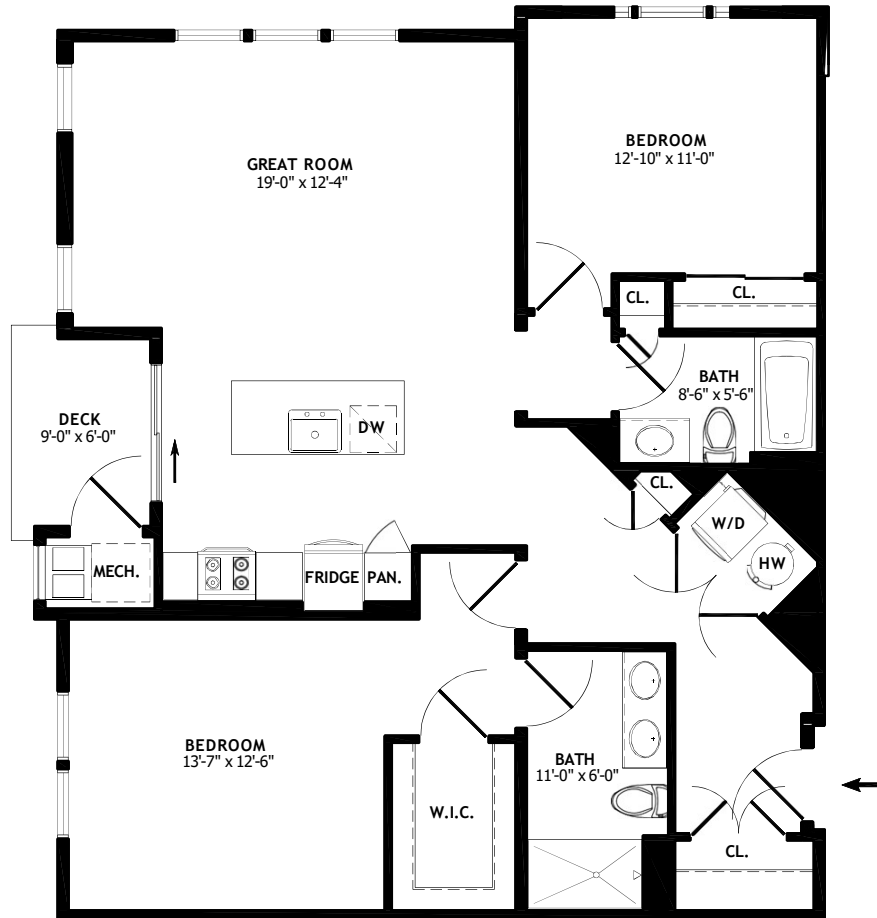 BEDROOM
12'-10" x 11'-0"
GREAT ROOM
19'-0" x 12'-4"
CL.
CL.
BATH
8'-6" x 5'-6"
DECK
9'-0" x 6'-0"
DW
CL.
W/D
HW
MECH.
FRIDGE
PAN.
BEDROOM
13'-7" x 12'-6"
BATH
11'-0" x 6'-0"
W.I.C.
CL.